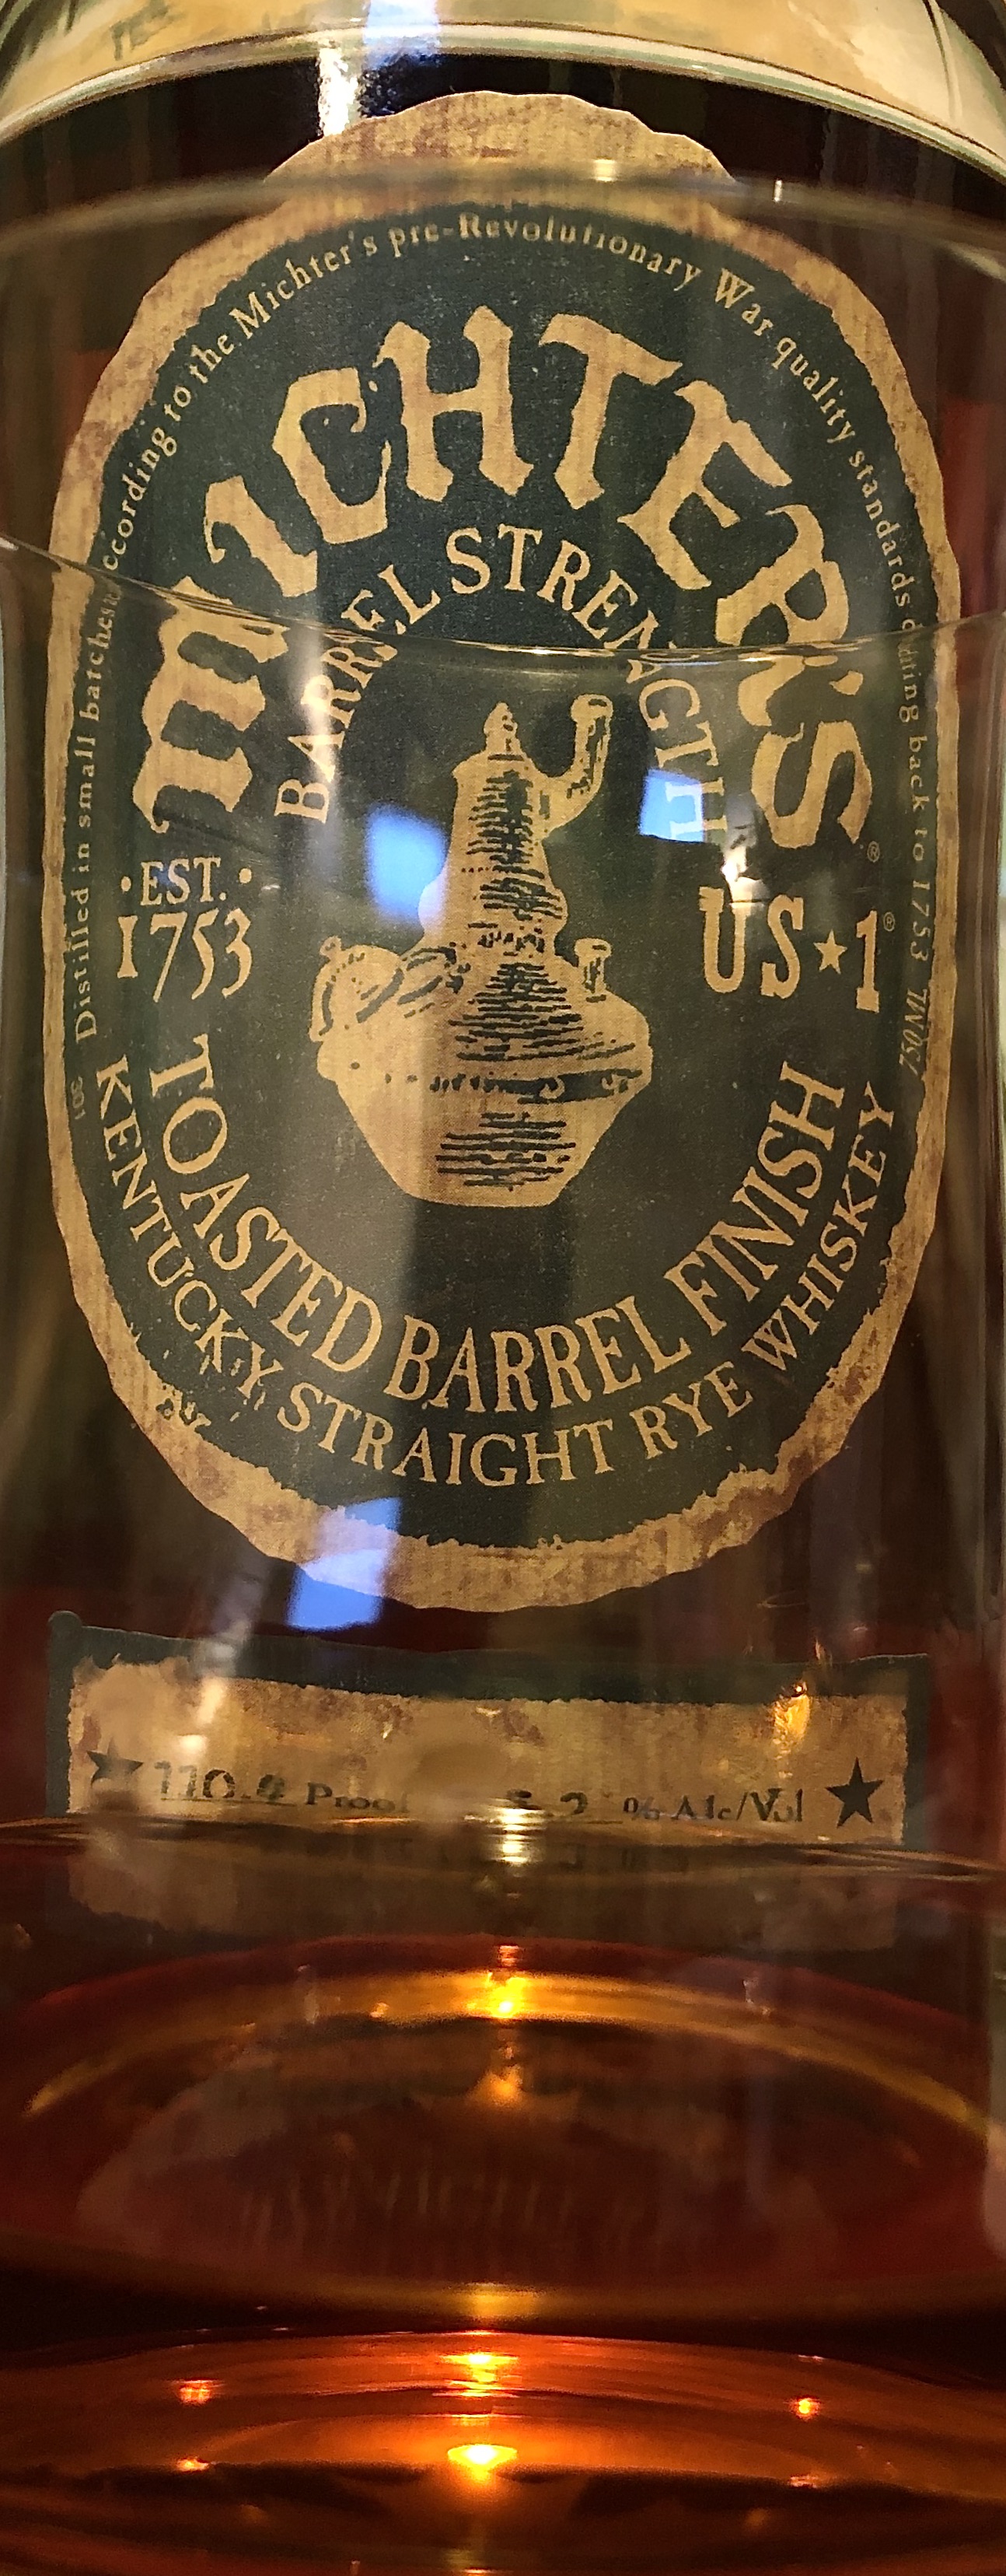 Distilled in small batches according to the Michter's pre-Revolutionary War quality standards dating back to 1753
MICHTER'S®
BARREL STRENGTH
•EST.•
1753
US★1®
TOASTED BARREL FINISH
KENTUCKY STRAIGHT RYE WHISKEY
★ 110.4 Proof % Alc/Vol ★